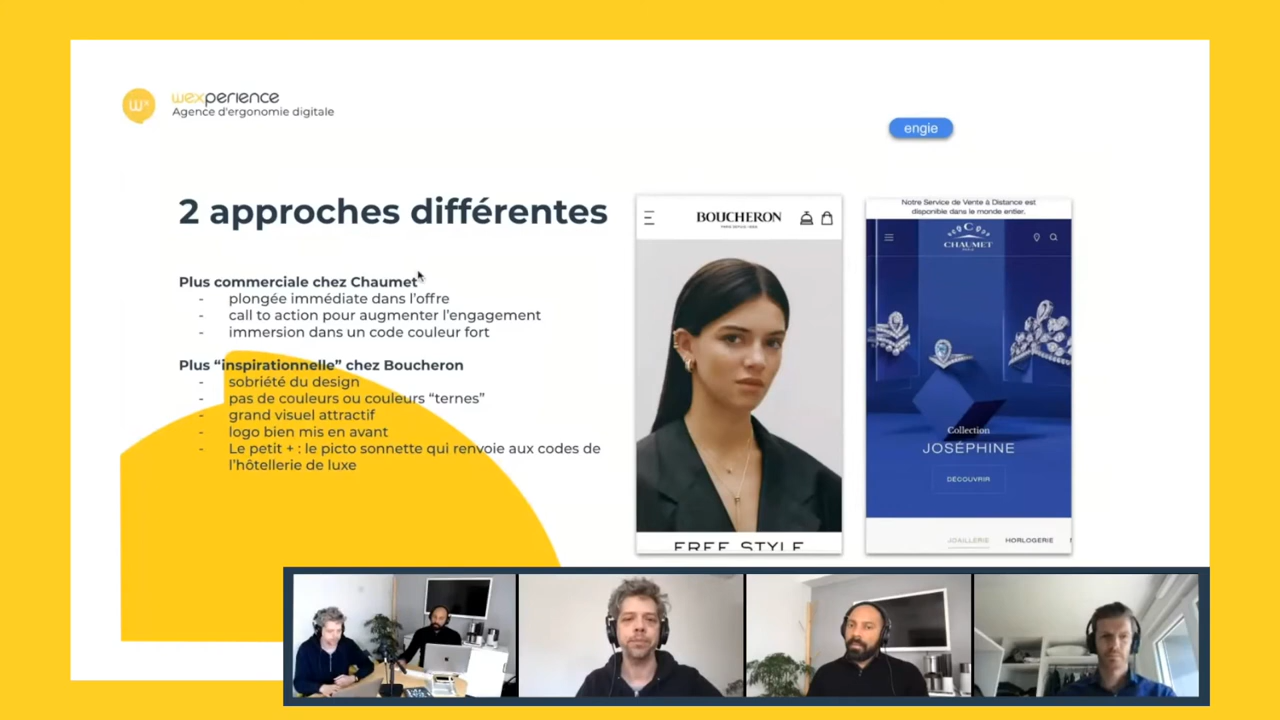 wexperience
Agence d'ergonomie digitale
engie
2 approches différentes
Plus commerciale chez Chaumet
- plongée immédiate dans l'offre
- call to action pour augmenter l'engagement
- immersion dans un code couleur fort
Plus “inspirationnelle” chez Boucheron
- sobriété du design
- pas de couleurs ou couleurs “ternes”
- grand visuel attractif
- logo bien mis en avant
- Le petit + : le picto sonnette qui renvoie aux codes de
l'hôtellerie de luxe
BOUCHERON
PARIS DEPUIS 1858
FREE STYLE
Notre Service de Vente à Distance est
disponible dans le monde entier.
CHAUMET
PARIS
Collection
JOSÉPHINE
DÉCOUVRIR
JOAILLERIE HORLOGERIE